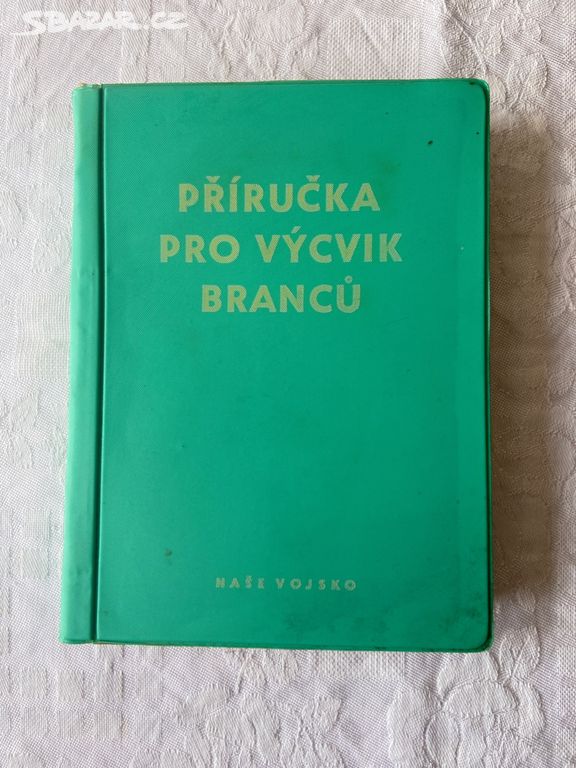 SBAZAR.CZ
PŘÍRUČKA
PRO VÝCVIK
BRANCŮ
NAŠE VOJSKO